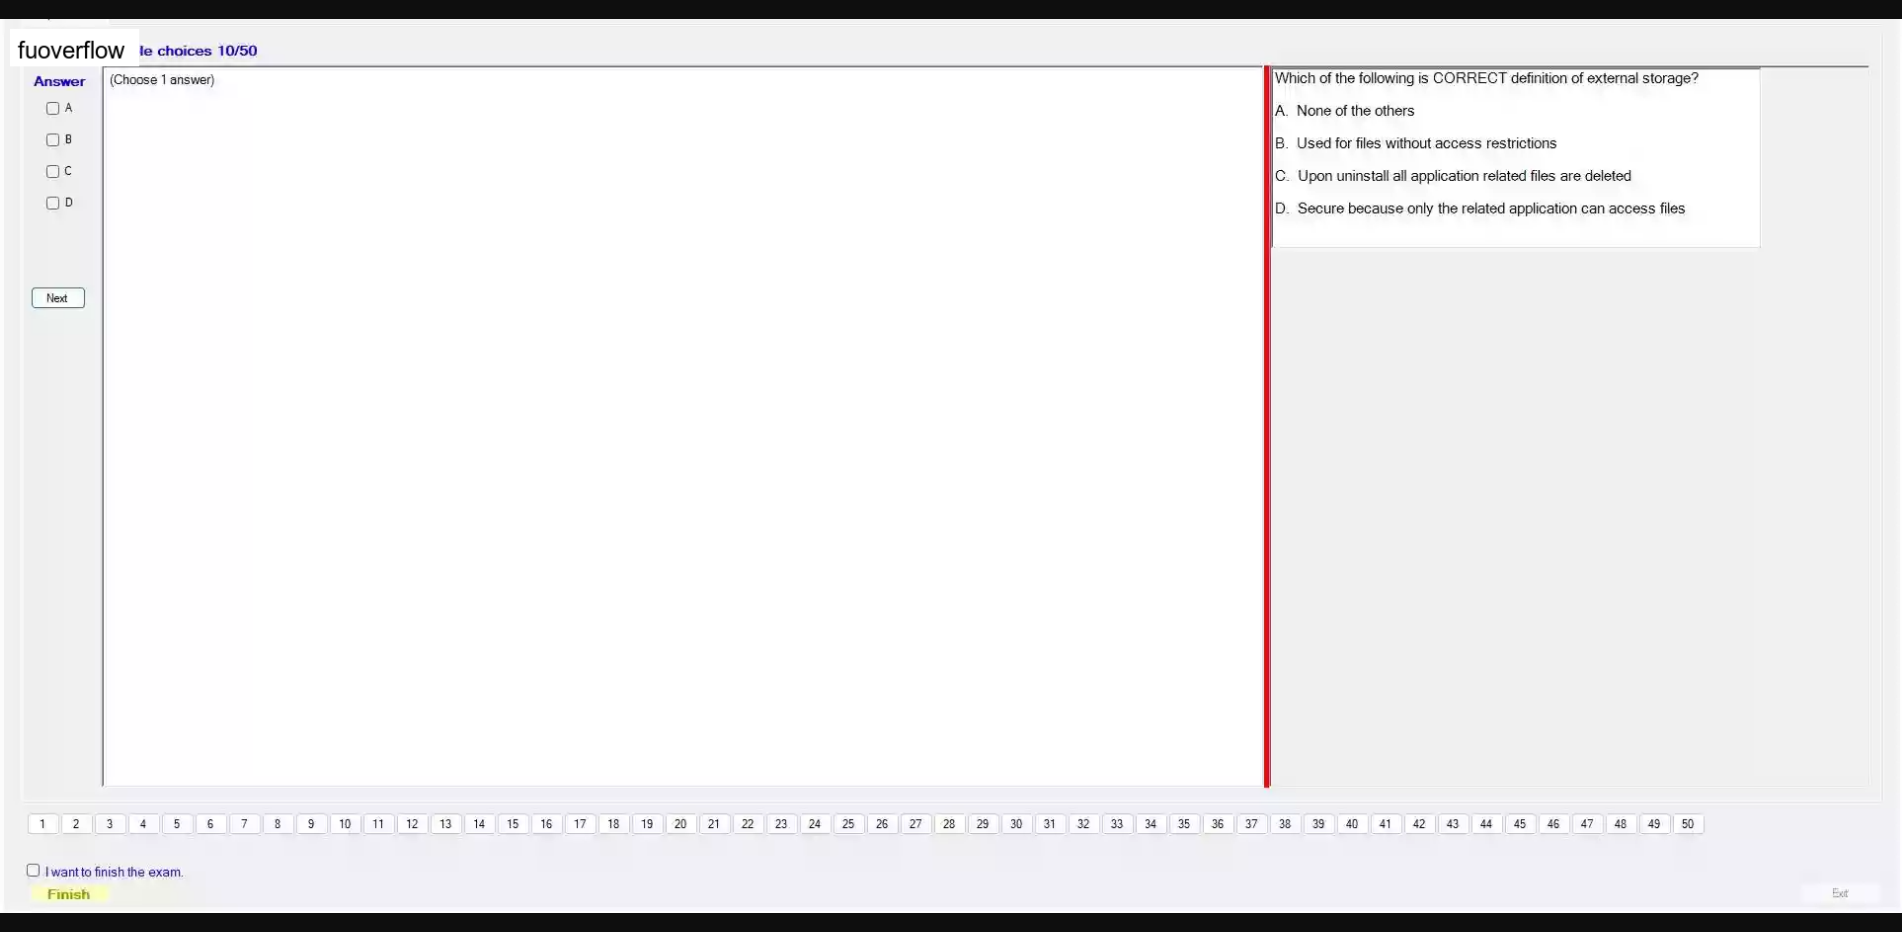 fuoverflow le choices 10/50
Answer
(Choose 1 answer)
A
B
C
D
Next
Which of the following is CORRECT definition of external storage?
A. None of the others
B. Used for files without access restrictions
C. Upon uninstall all application related files are deleted
D. Secure because only the related application can access files
1 2 3 4 5 6 7 8 9 10 11 12 13 14 15 16 17 18 19 20 21 22 23 24 25 26 27 28 29 30 31 32 33 34 35 36 37 38 39 40 41 42 43 44 45 46 47 48 49 50
I want to finish the exam.
Finish
Exit